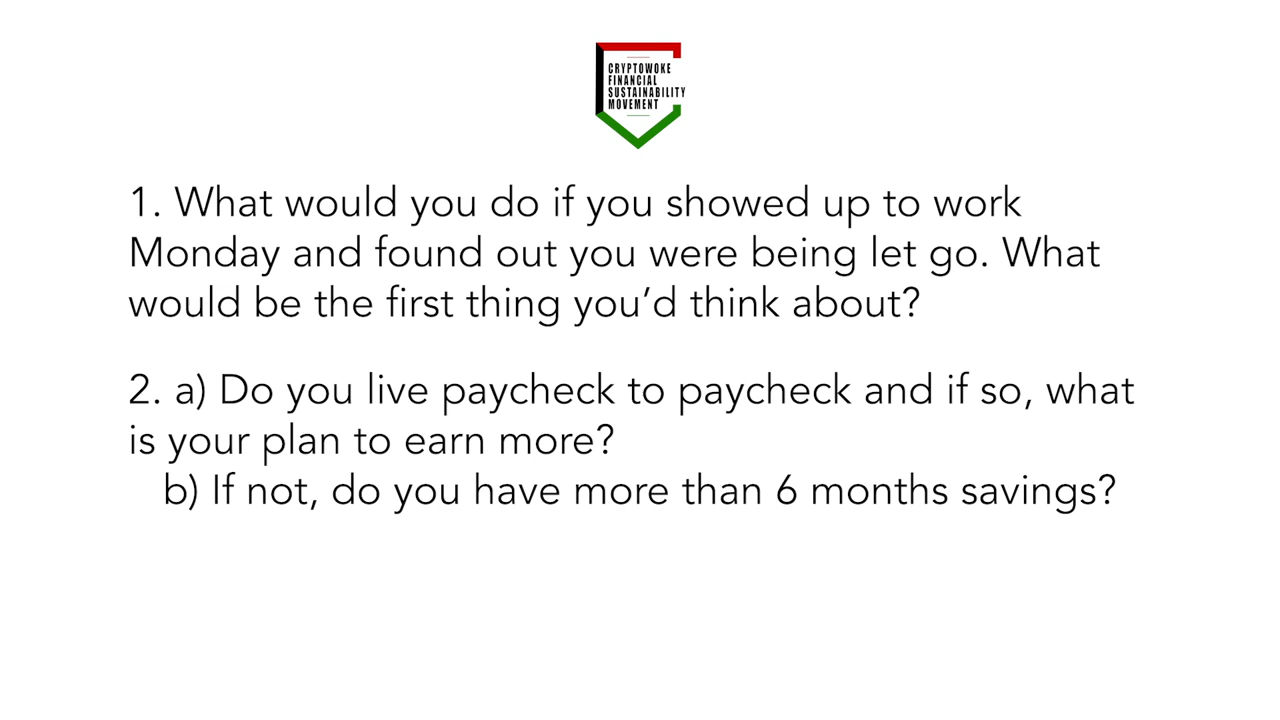 CRYPTOWOKE
FINANCIAL
SUSTAINABILITY
MOVEMENT
1. What would you do if you showed up to work
Monday and found out you were being let go. What
would be the first thing you’d think about?
2. a) Do you live paycheck to paycheck and if so, what
is your plan to earn more?
b) If not, do you have more than 6 months savings?